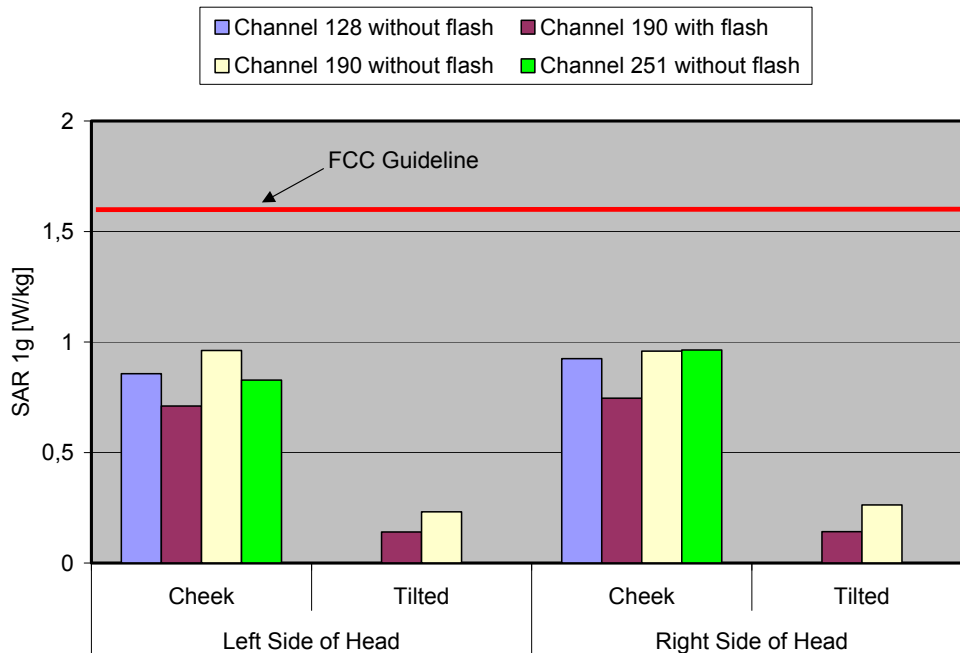 Channel 128 without flash Channel 190 with flash
Channel 190 without flash Channel 251 without flash
2
FCC Guideline
1,5
SAR 1g [W/kg]
1
0,5
0
Cheek Tilted Cheek Tilted
Left Side of Head Right Side of Head